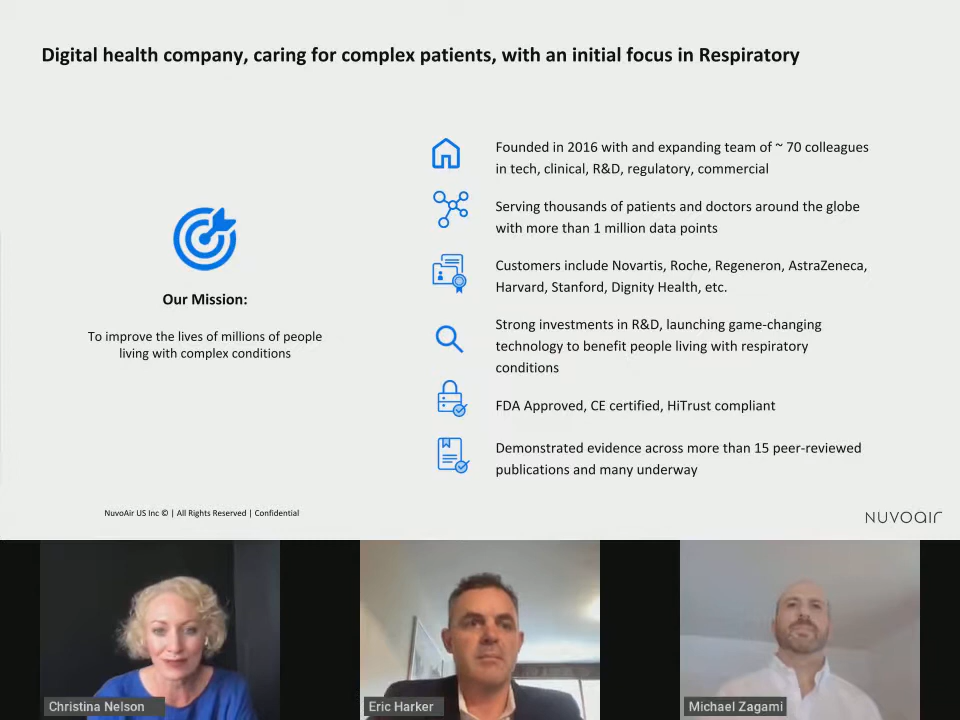 Digital health company, caring for complex patients, with an initial focus in Respiratory
Our Mission:
To improve the lives of millions of people
living with complex conditions
Founded in 2016 with and expanding team of ~ 70 colleagues
in tech, clinical, R&D, regulatory, commercial
Serving thousands of patients and doctors around the globe
with more than 1 million data points
Customers include Novartis, Roche, Regeneron, AstraZeneca,
Harvard, Stanford, Dignity Health, etc.
Strong investments in R&D, launching game-changing
technology to benefit people living with respiratory
conditions
FDA Approved, CE certified, HiTrust compliant
Demonstrated evidence across more than 15 peer-reviewed
publications and many underway
NuvoAir US Inc © | All Rights Reserved | Confidential
NUVOAIR
Christina Nelson
Eric Harker
Michael Zagami